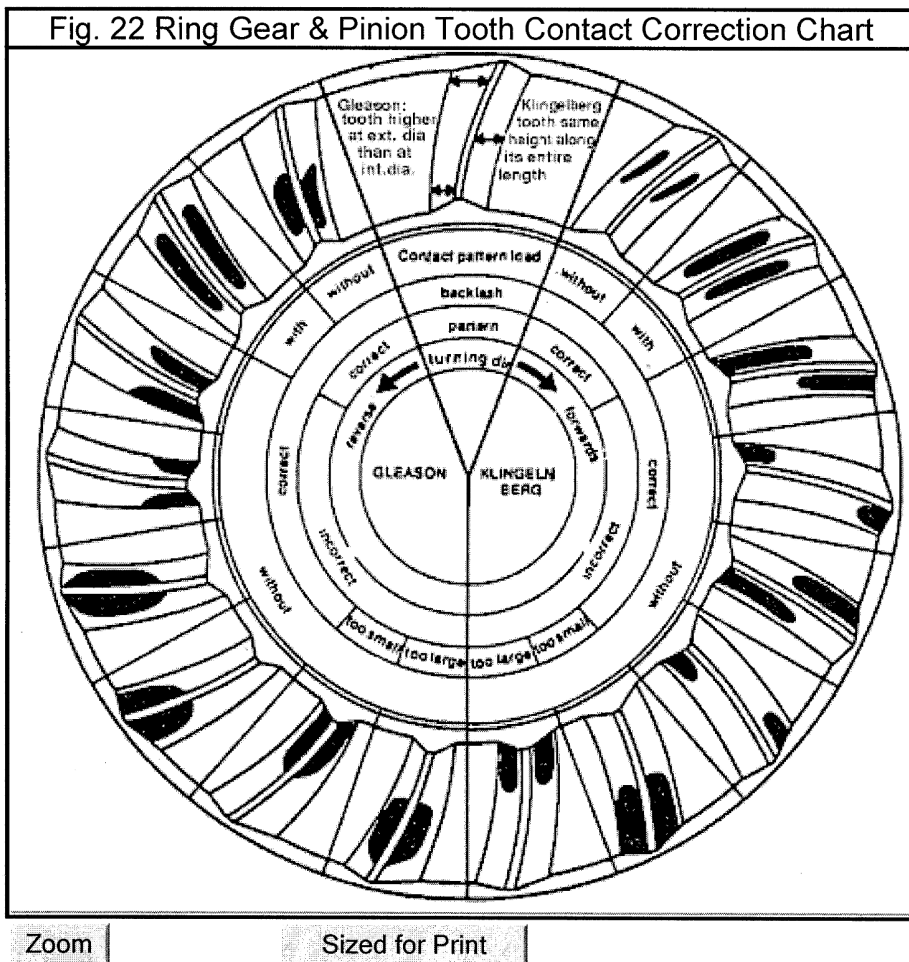 Fig. 22 Ring Gear & Pinion Tooth Contact Correction Chart
Gleason:
tooth higher
at ext. dia
than at
int.dia.
Klingelberg
tooth same
height along
its entire
length
Contact pattern load
without
without
with
with
backlash
pattern
correct
correct
turning dir
reverse
forwards
GLEASON
KLINGELN
BERG
correct
correct
incorrect
incorrect
without
without
too small
too large
too large
too small
Zoom
Sized for Print